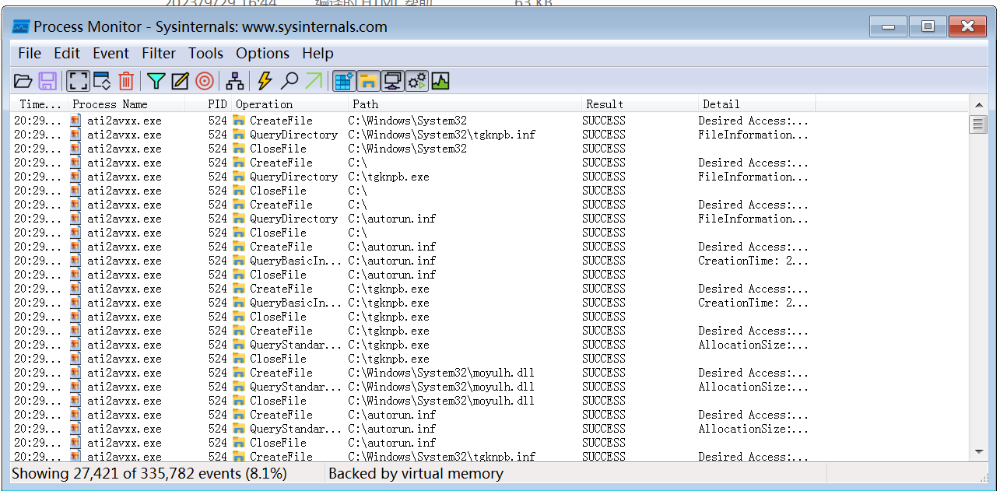 2023/9/29 16:44 编译的 HTML 帮助 63 KB
Process Monitor - Sysinternals: www.sysinternals.com
File Edit Event Filter Tools Options Help
Time... Process Name PID Operation Path Result Detail
20:29... ati2avxx.exe 524 CreateFile C:\Windows\System32 SUCCESS Desired Access:...
20:29... ati2avxx.exe 524 QueryDirectory C:\Windows\System32\tgknpb.inf SUCCESS FileInformation...
20:29... ati2avxx.exe 524 CloseFile C:\Windows\System32 SUCCESS
20:29... ati2avxx.exe 524 CreateFile C:\ SUCCESS Desired Access:...
20:29... ati2avxx.exe 524 QueryDirectory C:\tgknpb.exe SUCCESS FileInformation...
20:29... ati2avxx.exe 524 CloseFile C:\ SUCCESS
20:29... ati2avxx.exe 524 CreateFile C:\ SUCCESS Desired Access:...
20:29... ati2avxx.exe 524 QueryDirectory C:\autorun.inf SUCCESS FileInformation...
20:29... ati2avxx.exe 524 CloseFile C:\ SUCCESS
20:29... ati2avxx.exe 524 CreateFile C:\autorun.inf SUCCESS Desired Access:...
20:29... ati2avxx.exe 524 QueryBasicIn... C:\autorun.inf SUCCESS CreationTime: 2...
20:29... ati2avxx.exe 524 CloseFile C:\autorun.inf SUCCESS
20:29... ati2avxx.exe 524 CreateFile C:\tgknpb.exe SUCCESS Desired Access:...
20:29... ati2avxx.exe 524 QueryBasicIn... C:\tgknpb.exe SUCCESS CreationTime: 2...
20:29... ati2avxx.exe 524 CloseFile C:\tgknpb.exe SUCCESS
20:29... ati2avxx.exe 524 CreateFile C:\tgknpb.exe SUCCESS Desired Access:...
20:29... ati2avxx.exe 524 QueryStandar... C:\tgknpb.exe SUCCESS AllocationSize:...
20:29... ati2avxx.exe 524 CloseFile C:\tgknpb.exe SUCCESS
20:29... ati2avxx.exe 524 CreateFile C:\Windows\System32\moyulh.dll SUCCESS Desired Access:...
20:29... ati2avxx.exe 524 QueryStandar... C:\Windows\System32\moyulh.dll SUCCESS AllocationSize:...
20:29... ati2avxx.exe 524 CloseFile C:\Windows\System32\moyulh.dll SUCCESS
20:29... ati2avxx.exe 524 CreateFile C:\autorun.inf SUCCESS Desired Access:...
20:29... ati2avxx.exe 524 QueryStandar... C:\autorun.inf SUCCESS AllocationSize:...
20:29... ati2avxx.exe 524 CloseFile C:\autorun.inf SUCCESS
20:29... ati2avxx.exe 524 CreateFile C:\Windows\System32\tgknpb.inf SUCCESS Desired Access:...
Showing 27,421 of 335,782 events (8.1%) Backed by virtual memory